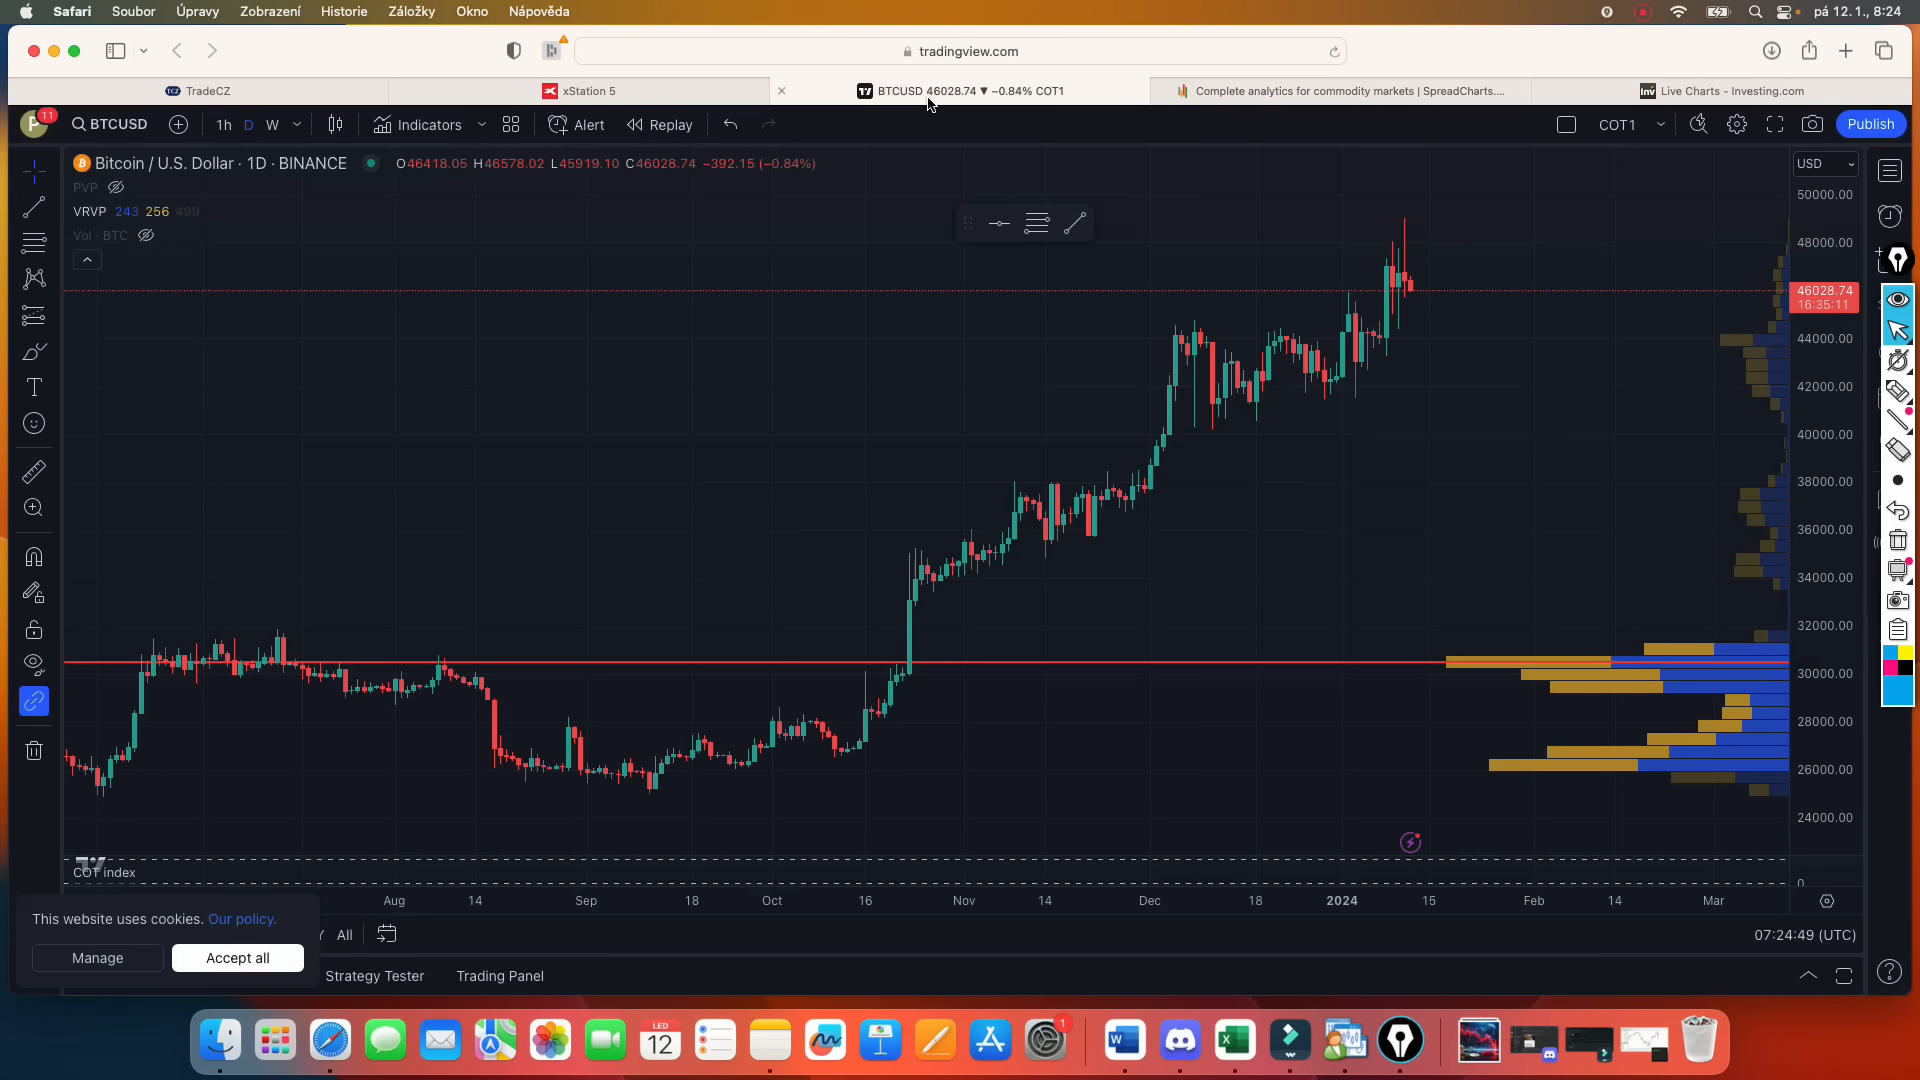 Safari Soubor Úpravy Zobrazení Historie Záložky Okno Nápověda pá 12. 1., 8:24
tradingview.com
TCZ TradeCZ xStation 5 BTCUSD 46028.74 ▼ −0.84% COT1 Complete analytics for commodity markets | SpreadCharts.... Inv Live Charts - Investing.com
P 11 BTCUSD 1h D W Indicators Alert Replay COT1 Publish
Bitcoin / U.S. Dollar · 1D · BINANCE O46418.05 H46578.02 L45919.10 C46028.74 −392.15 (−0.84%) USD
PVP
VRVP 243 256 499
Vol · BTC
50000.00
48000.00
46028.74
16:35:11
44000.00
42000.00
40000.00
38000.00
36000.00
34000.00
32000.00
30000.00
28000.00
26000.00
24000.00
COT index
0
Aug 14 Sep 18 Oct 16 Nov 14 Dec 18 2024 15 Feb 14 Mar
This website uses cookies. Our policy.
All 07:24:49 (UTC)
Manage Accept all
Strategy Tester Trading Panel
LED
12
1